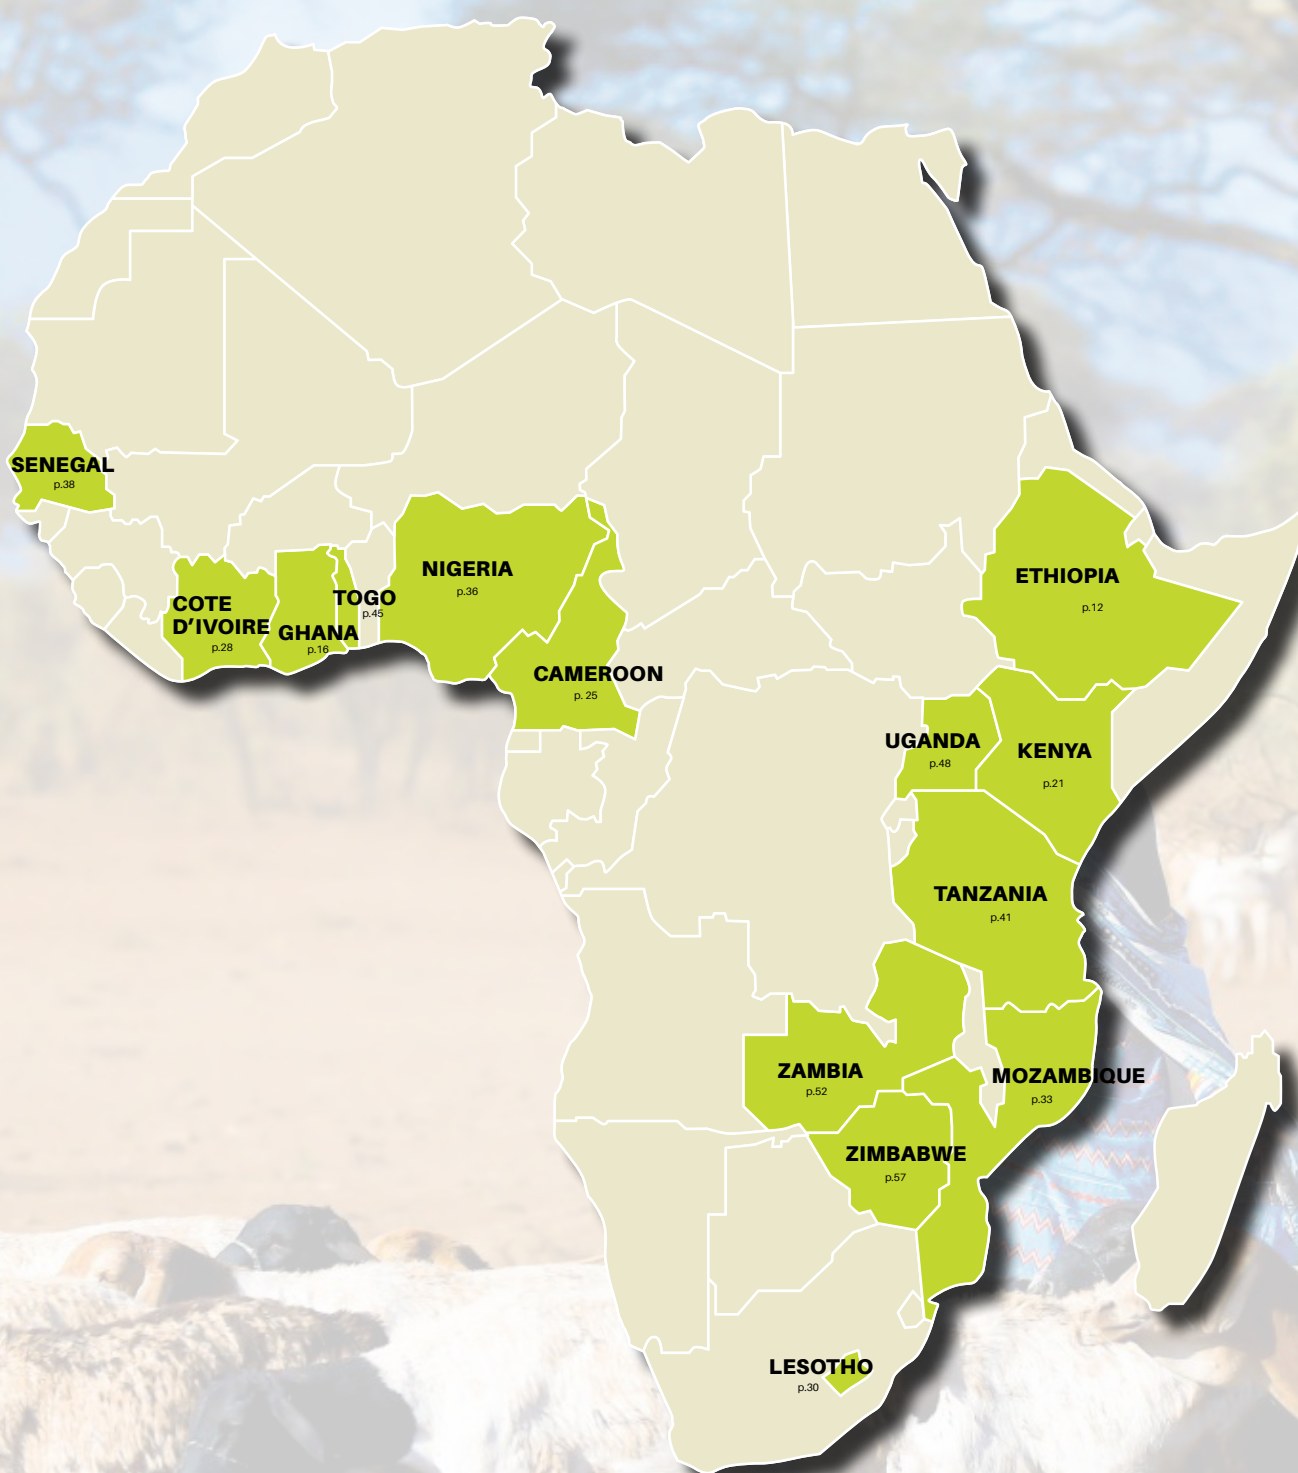 SENEGAL
p.38
NIGERIA
p.36
ETHIOPIA
p.12
TOGO
p.45
COTE
D’IVOIRE
p.28
GHANA
p.16
CAMEROON
p. 25
UGANDA
p.48
KENYA
p.21
TANZANIA
p.41
ZAMBIA
p.52
MOZAMBIQUE
p.33
ZIMBABWE
p.57
LESOTHO
p.30